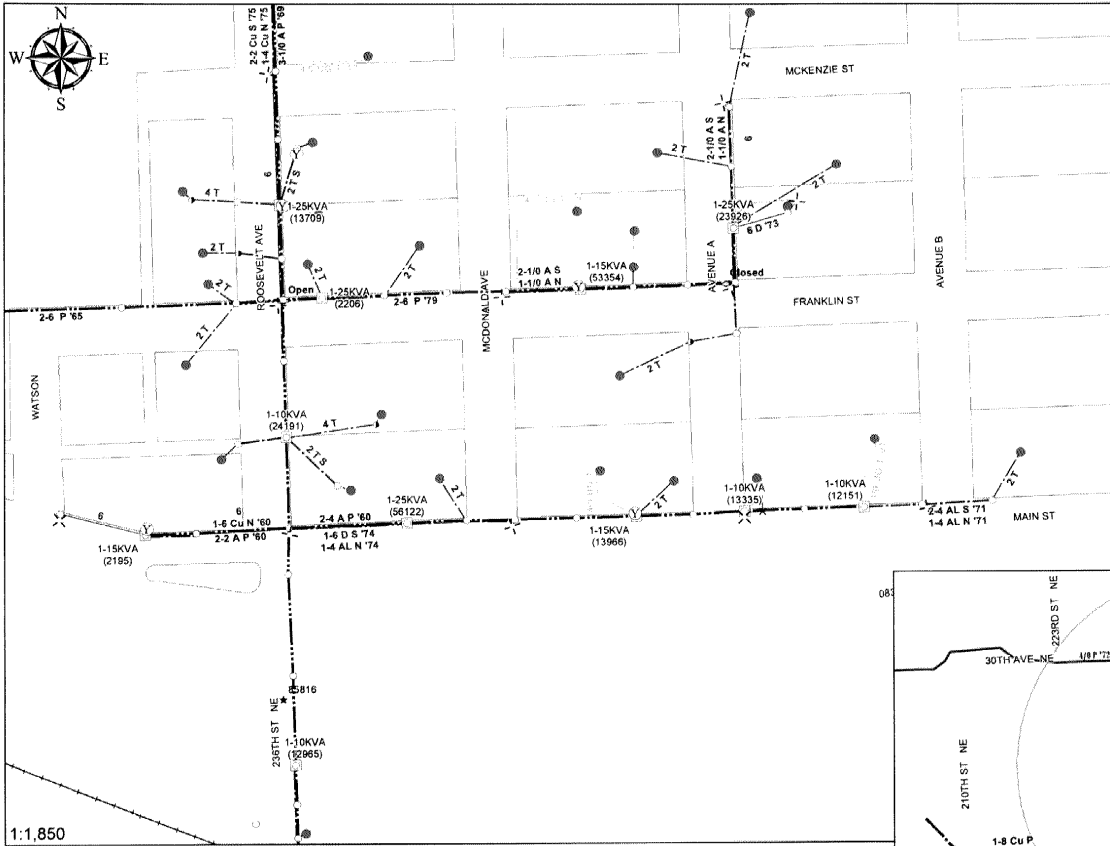 N
W
E
S
2-2 Cu S '75
1-4 Cu N '75
3-1/0 A P '69
MCKENZIE ST
2 T
2-1/0 A S
1-1/0 A N
6
2 T
2 T
6
Y
2 T S
4 T
Y
1-25KVA
(13709)
1-25KVA
(23926)
6 D '73
ROOSEVELT AVE
2 T
2 T
2 T
2 T
Open
1-25KVA
(2206)
2-6 P '79
MCDONALD AVE
2-1/0 A S
1-1/0 A N
1-15KVA
(53354)
Y
AVENUE A
Closed
FRANKLIN ST
AVENUE B
2-6 P '65
2 T
2 T
WATSON
1-10KVA
(24191)
4 T
2 T S
2 T
6
6
Y
1-15KVA
(2195)
1-6 Cu N '60
2-2 A P '60
2-4 A P '60
1-6 D S '74
1-4 AL N '74
1-25KVA
(56122)
Y
1-15KVA
(13966)
2 T
1-10KVA
(13335)
1-10KVA
(12151)
2 T
2-4 AL S '71
1-4 AL N '71
MAIN ST
85816
236TH ST NE
1-10KVA
(12965)
1:1,850
083
223RD ST NE
30TH AVE NE
4/0 P '72
210TH ST NE
1-8 Cu P